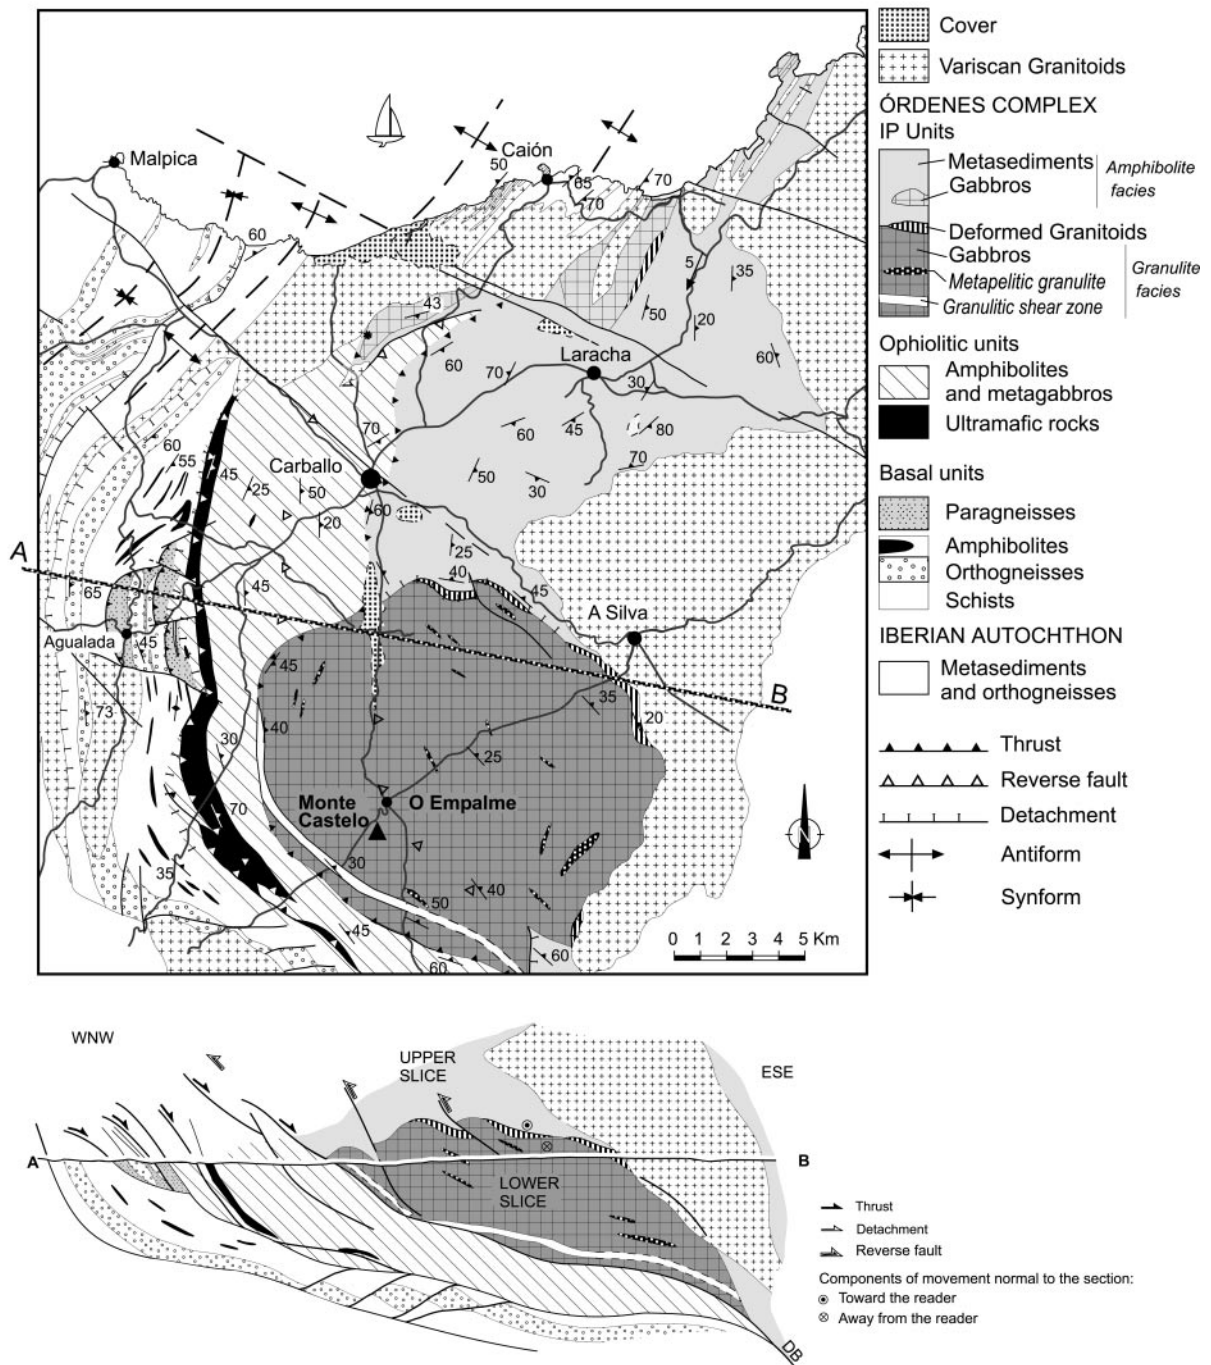 Cover
Variscan Granitoids
ÓRDENES COMPLEX
IP Units
Metasediments
Gabbros
Amphibolite
facies
Deformed Granitoids
Gabbros
Metapelitic granulite
Granulitic shear zone
Granulite
facies
Ophiolitic units
Amphibolites
and metagabbros
Ultramafic rocks
Basal units
Paragneisses
Amphibolites
Orthogneisses
Schists
IBERIAN AUTOCHTHON
Metasediments
and orthogneisses
Thrust
Reverse fault
Detachment
Antiform
Synform
Malpica
Caión
50
65
70
70
60
43
5
35
50
20
60
Laracha
60
70
30
70
60
45
80
70
60
55
45
25
Carballo
50
20
60
50
30
25
A
65
45
40
45
A Silva
Agualada
45
45
35
B
73
40
30
20
25
Monte
Castelo
O Empalme
70
N
35
30
40
50
45
60
60
0 1 2 3 4 5 Km
WNW
UPPER
SLICE
ESE
A
B
LOWER
SLICE
DB
Thrust
Detachment
Reverse fault
Components of movement normal to the section:
Toward the reader
Away from the reader